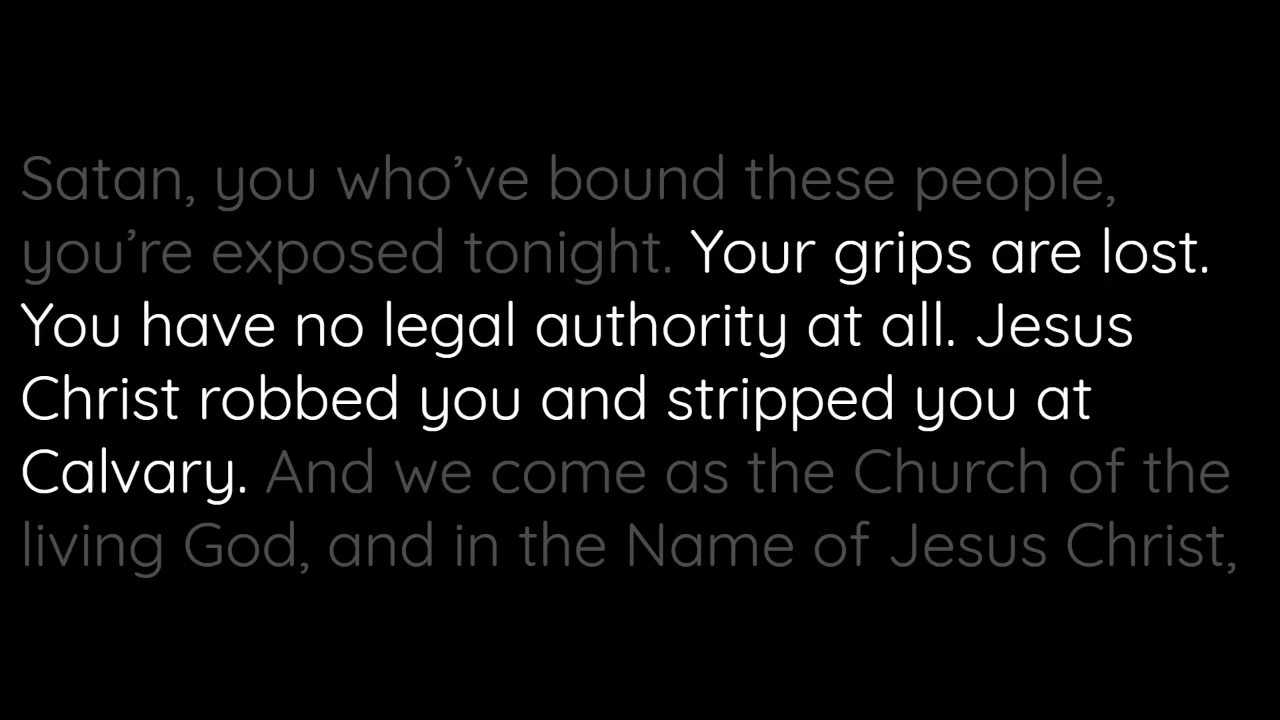 Satan, you who’ve bound these people,
you’re exposed tonight. Your grips are lost.
You have no legal authority at all. Jesus
Christ robbed you and stripped you at
Calvary. And we come as the Church of the
living God, and in the Name of Jesus Christ,